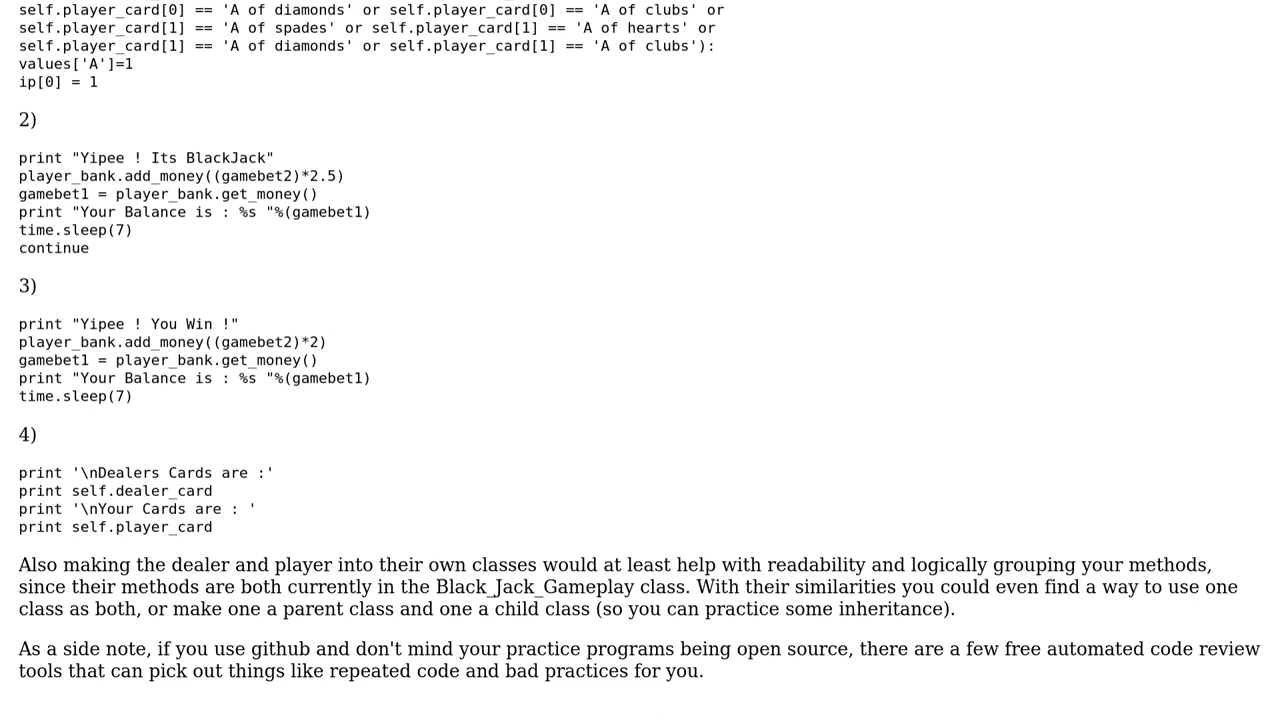 self.player_card[0] == 'A of diamonds' or self.player_card[0] == 'A of clubs' or
self.player_card[1] == 'A of spades' or self.player_card[1] == 'A of hearts' or
self.player_card[1] == 'A of diamonds' or self.player_card[1] == 'A of clubs'):
values['A']=1
ip[0] = 1
2)
print "Yipee ! Its BlackJack"
player_bank.add_money((gamebet2)*2.5)
gamebet1 = player_bank.get_money()
print "Your Balance is : %s "%(gamebet1)
time.sleep(7)
continue
3)
print "Yipee ! You Win !"
player_bank.add_money((gamebet2)*2)
gamebet1 = player_bank.get_money()
print "Your Balance is : %s "%(gamebet1)
time.sleep(7)
4)
print '\nDealers Cards are :'
print self.dealer_card
print '\nYour Cards are : '
print self.player_card
Also making the dealer and player into their own classes would at least help with readability and logically grouping your methods,
since their methods are both currently in the Black_Jack_Gameplay class. With their similarities you could even find a way to use one
class as both, or make one a parent class and one a child class (so you can practice some inheritance).
As a side note, if you use github and don't mind your practice programs being open source, there are a few free automated code review
tools that can pick out things like repeated code and bad practices for you.